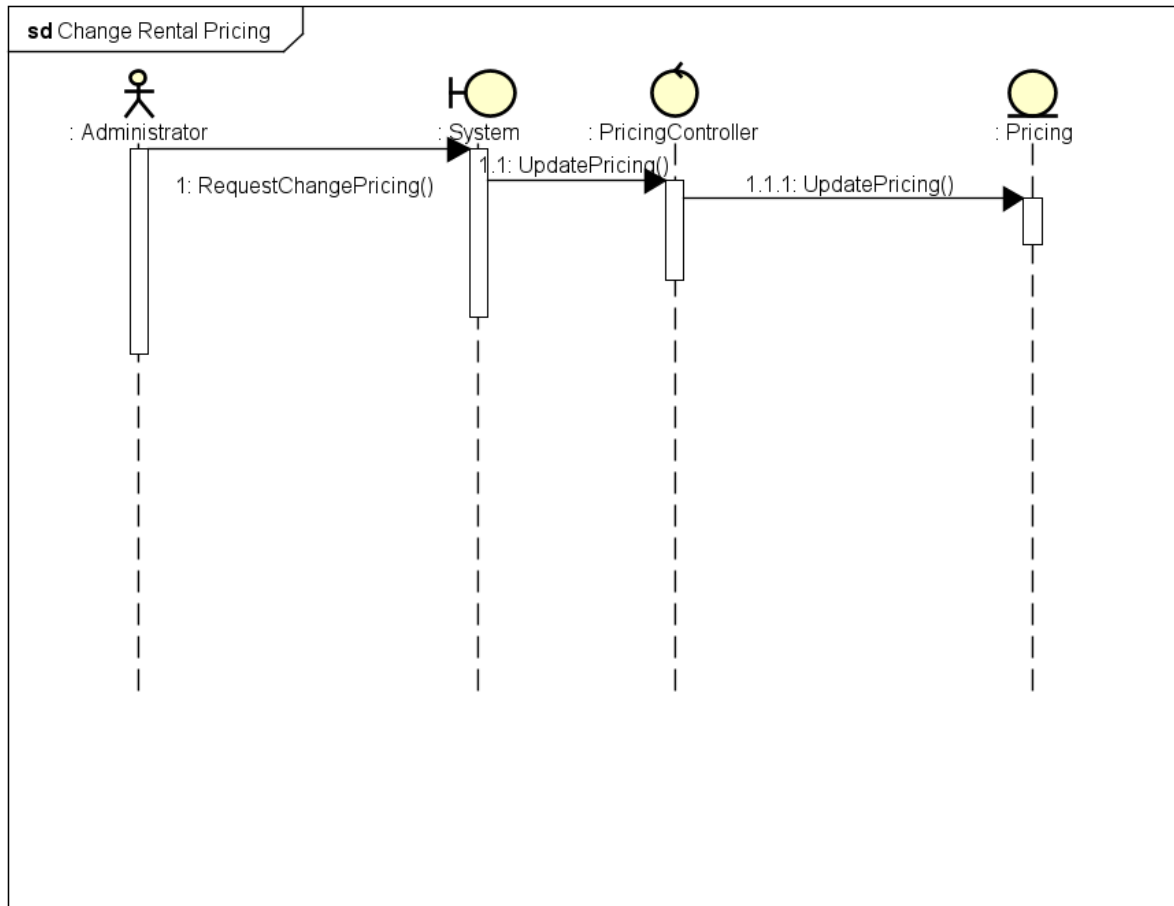 sd Change Rental Pricing
: Administrator
: System
: PricingController
: Pricing
1: RequestChangePricing()
1.1: UpdatePricing()
1.1.1: UpdatePricing()